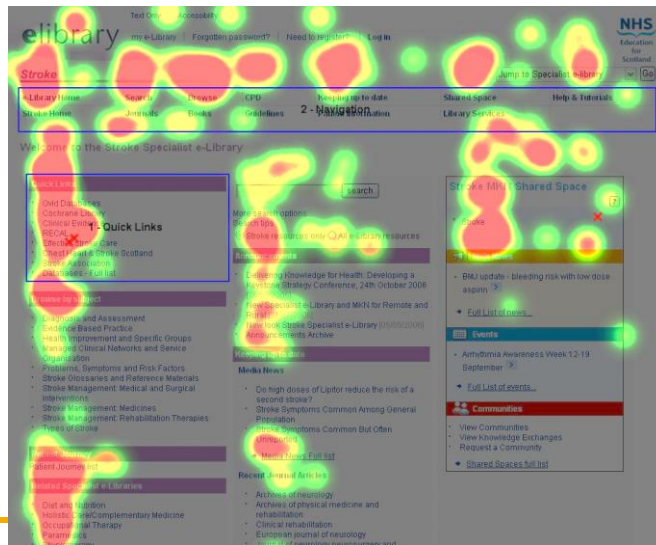 Text Only Accessibility
elibrary
my e-Library Forgotten password? Need to Register? Log in
NHS
Education
for
Scotland
Stroke
Jump to Specialist e-library Go
e-Library Home Search Browse CPD Keeping up to date Shared Space Help & Tutorials
2 - Navigation
Stroke Home Journals Books Guidelines Patient Information Library Services
Welcome to the Stroke Specialist e-Library
Quick Links
Ovid Databases
Cochrane Library
Clinical
1 - Quick Links
RECAL
Effective Stroke Care
Chest Heart & Stroke Scotland
Stroke Association
Databases - Full list
Browse by subject
Diagnosis and Assessment
Evidence Based Practice
Health Improvement and Specific Groups
Managed Clinical Networks and Service
Organisation
Problems, Symptoms and Risk Factors
Stroke Glossaries and Reference Materials
Stroke Management: Medical and Surgical
Interventions
Stroke Management: Medicines
Stroke Management: Rehabilitation Therapies
Types of Stroke
Patient Journey list
Related Specialist e-Libraries
Diet and Nutrition
Holistic Care/Complementary Medicine
Occupational Therapy
Paramedics
search
More search options
Search tips
Stroke resources only All e-Library resources
Announcements
Delivering Knowledge for Health: Developing a
Keystone Strategy Conference, 24th October 2006
New Specialist e-Library and MKN for Remote and
Rural
New look Stroke Specialist e-Library
Announcements Archive
Keeping up to date
Media News
Do high doses of Lipitor reduce the risk of a
second stroke?
Stroke Symptoms Common Among General
Population
Stroke Symptoms Common But Often
Unreported
Media News Full list
Recent Journal Articles
Archives of neurology
Archives of physical medicine and
rehabilitation
Clinical rehabilitation
European journal of neurology
Journal of neurology neurosurgery and
Stroke MKN Shared Space
?
Stroke
News
BMJ update - bleeding risk with low dose
aspirin
Full List of news...
Events
Arrhythmia Awareness Week 12-19
September
Full List of events...
Communities
View Communities
View Knowledge Exchanges
Request a Community
Shared Spaces full list